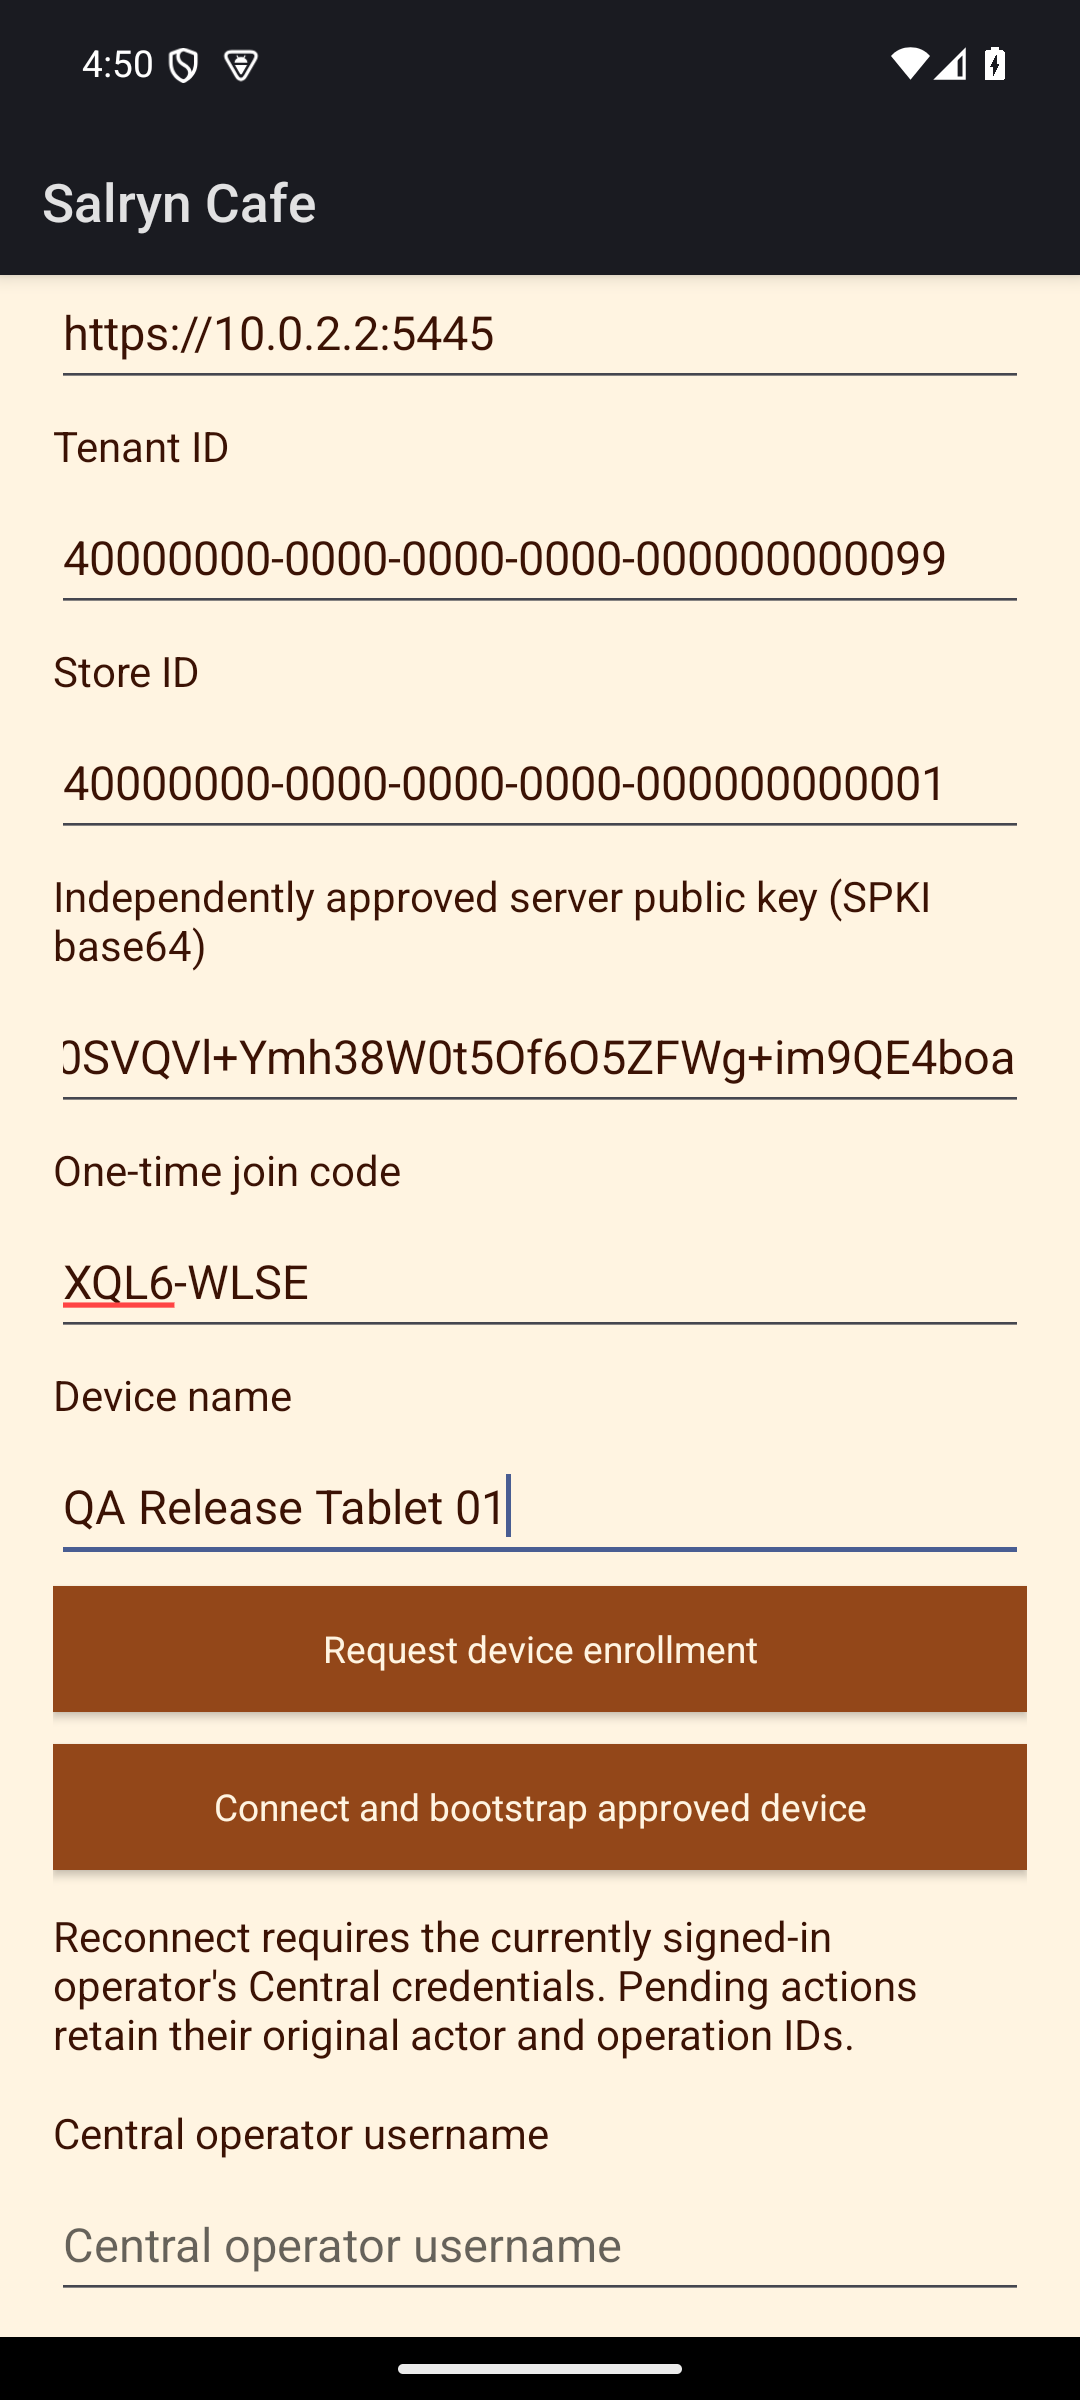 4:50
Salryn Cafe
https://10.0.2.2:5445
Tenant ID
40000000-0000-0000-0000-000000000099
Store ID
40000000-0000-0000-0000-000000000001
Independently approved server public key (SPKI
base64)
0SVQVl+Ymh38W0t5Of6O5ZFWg+im9QE4boa
One-time join code
XQL6-WLSE
Device name
QA Release Tablet 01
Request device enrollment
Connect and bootstrap approved device
Reconnect requires the currently signed-in
operator's Central credentials. Pending actions
retain their original actor and operation IDs.
Central operator username
Central operator username